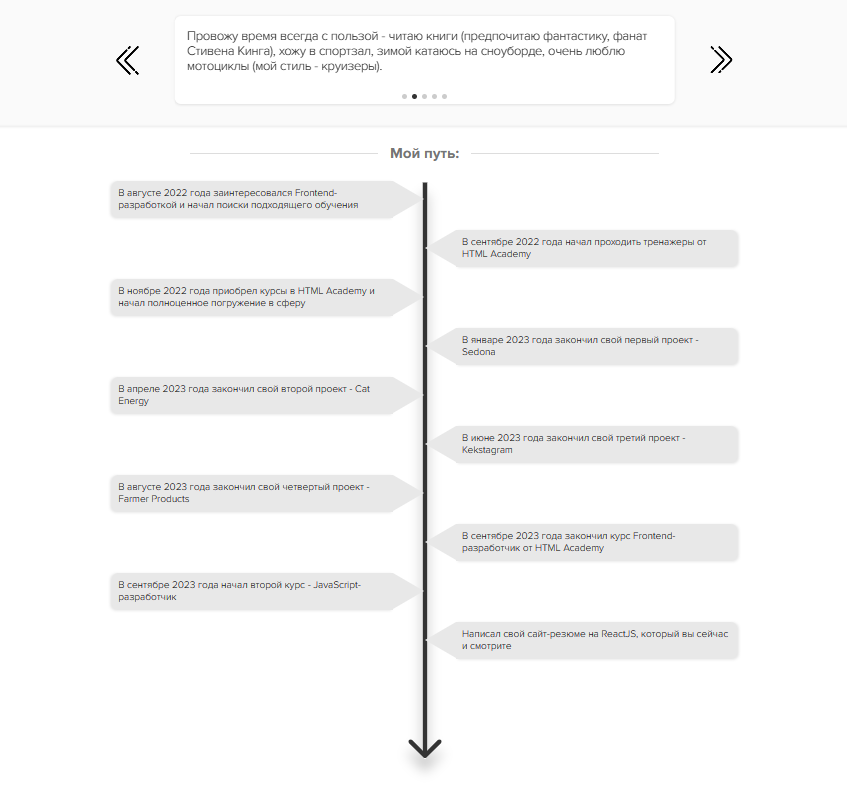 Провожу время всегда с пользой - читаю книги (предпочитаю фантастику, фанат
Стивена Кинга), хожу в спортзал, зимой катаюсь на сноуборде, очень люблю
мотоциклы (мой стиль - круизеры).
Мой путь:
В августе 2022 года заинтересовался Frontend-
разработкой и начал поиски подходящего обучения
В сентябре 2022 года начал проходить тренажеры от
HTML Academy
В ноябре 2022 года приобрел курсы в HTML Academy и
начал полноценное погружение в сферу
В январе 2023 года закончил свой первый проект -
Sedona
В апреле 2023 года закончил свой второй проект - Cat
Energy
В июне 2023 года закончил свой третий проект -
Kekstagram
В августе 2023 года закончил свой четвертый проект -
Farmer Products
В сентябре 2023 года закончил курс Frontend-
разработчик от HTML Academy
В сентябре 2023 года начал второй курс - JavaScript-
разработчик
Написал свой сайт-резюме на ReactJS, который вы сейчас
и смотрите